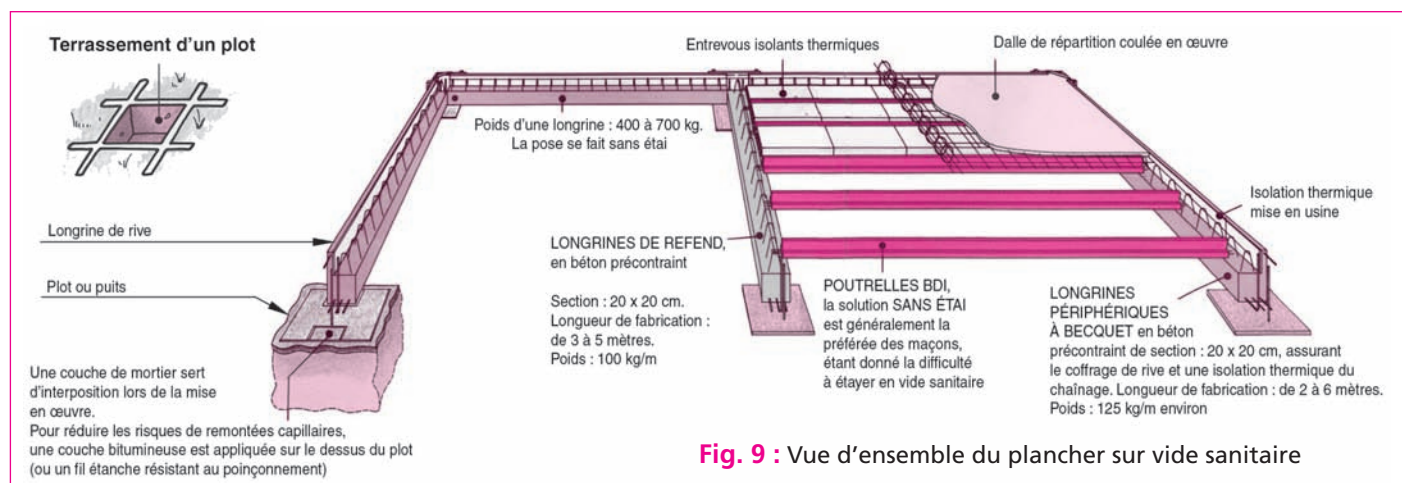 Terrassement d'un plot
Entrevous isolants thermiques
Dalle de répartition coulée en œuvre
Poids d'une longrine : 400 à 700 kg.
La pose se fait sans étai
Isolation thermique
mise en usine
Longrine de rive
Plot ou puits
LONGRINES DE REFEND,
en béton précontraint
Section : 20 x 20 cm.
Longueur de fabrication :
de 3 à 5 mètres.
Poids : 100 kg/m
POUTRELLES BDI,
la solution SANS ÉTAI
est généralement la
préférée des maçons,
étant donné la difficulté
à étayer en vide sanitaire
LONGRINES
PÉRIPHÉRIQUES
À BECQUET en béton
précontraint de section : 20 x 20 cm, assurant
le coffrage de rive et une isolation thermique du
chaînage. Longueur de fabrication : de 2 à 6 mètres.
Poids : 125 kg/m environ
Une couche de mortier sert
d'interposition lors de la mise
en œuvre.
Pour réduire les risques de remontées capillaires,
une couche bitumineuse est appliquée sur le dessus du plot
(ou un fil étanche résistant au poinçonnement)
Fig. 9 : Vue d'ensemble du plancher sur vide sanitaire